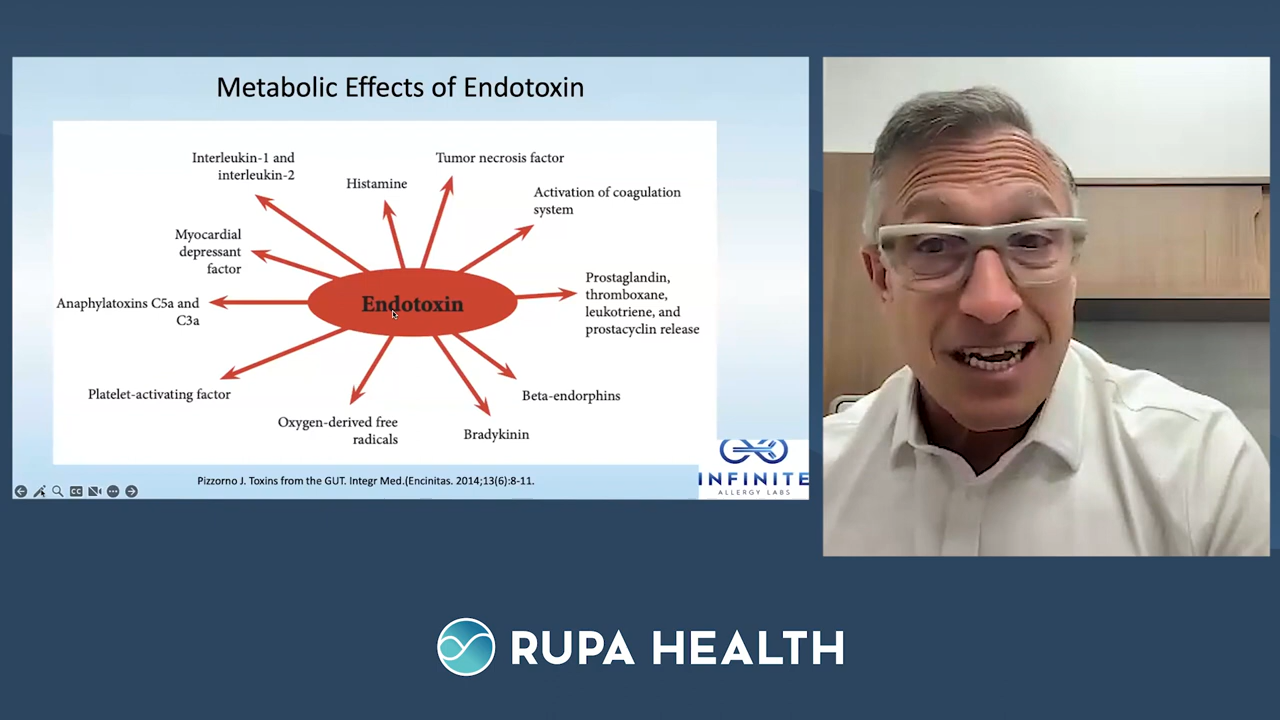 Metabolic Effects of Endotoxin
Interleukin-1 and
interleukin-2
Histamine
Tumor necrosis factor
Activation of coagulation
system
Myocardial
depressant
factor
Prostaglandin,
thromboxane,
leukotriene, and
prostacyclin release
Endotoxin
Anaphylatoxins C5a and
C3a
Platelet-activating factor
Oxygen-derived free
radicals
Bradykinin
Beta-endorphins
Pizzorno J. Toxins from the GUT. Integr Med.(Encinitas. 2014;13(6):8-11.
INFINITE
ALLERGY LABS
CC
RUPA HEALTH